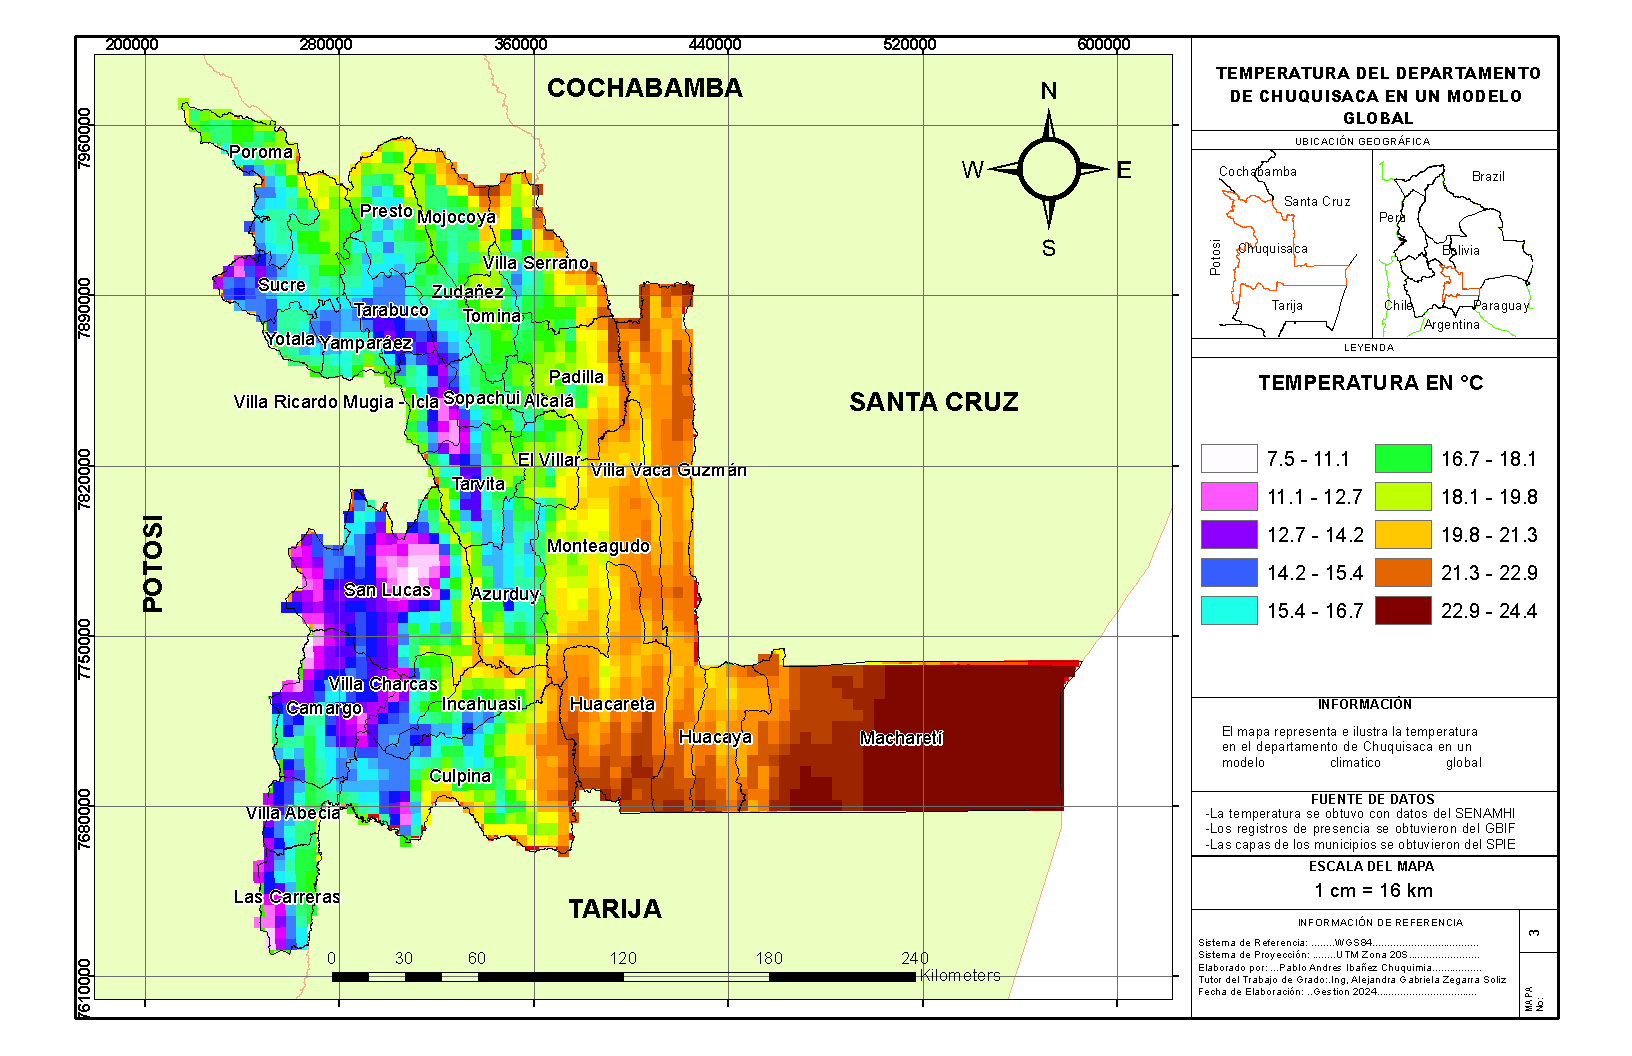 200000 280000 360000 440000 520000 600000
7960000
7890000
7820000
7750000
7680000
7610000
COCHABAMBA
N
W E
S
Poroma
Presto Mojocoya
Villa Serrano
Sucre
Zudañez
Tarabuco
Tomina
Yotala Yamparáez
Padilla
Villa Ricardo Mugia - Icla Sopachui Alcalá
SANTA CRUZ
El Villar
Villa Vaca Guzmán
Tarvita
POTOSI
Monteagudo
San Lucas
Azurduy
Villa Charcas
Camargo
Incahuasi
Huacareta
Huacaya
Macharetí
Culpina
Villa Abecia
Las Carreras
TARIJA
0 30 60 120 180 240
Kilometers
TEMPERATURA DEL DEPARTAMENTO
DE CHUQUISACA EN UN MODELO
GLOBAL
UBICACIÓN GEOGRÁFICA
Cochabamba
Santa Cruz
Potosi
Chuquisaca
Tarija
Brazil
Perú
Bolivia
Chile
Paraguay
Argentina
LEYENDA
TEMPERATURA EN ºC
7.5 - 11.1
11.1 - 12.7
12.7 - 14.2
14.2 - 15.4
15.4 - 16.7
16.7 - 18.1
18.1 - 19.8
19.8 - 21.3
21.3 - 22.9
22.9 - 24.4
INFORMACIÓN
El mapa representa e ilustra la temperatura
en el departamento de Chuquisaca en un
modelo climatico global
FUENTE DE DATOS
-La temperatura se obtuvo con datos del SENAMHI
-Los registros de presencia se obtuvieron del GBIF
-Las capas de los municipios se obtuvieron del SPIE
ESCALA DEL MAPA
1 cm = 16 km
INFORMACIÓN DE REFERENCIA
Sistema de Referencia: ........WGS84....................................
Sistema de Proyección: ........UTM Zona 20S........................
Elaborado por: ...Pablo Andres Ibañez Chuquimia.................
Tutor del Trabajo de Grado:.Ing, Alejandra Gabriela Zegarra Soliz
Fecha de Elaboración: ..Gestion 2024..................................
3
MAPA
No: